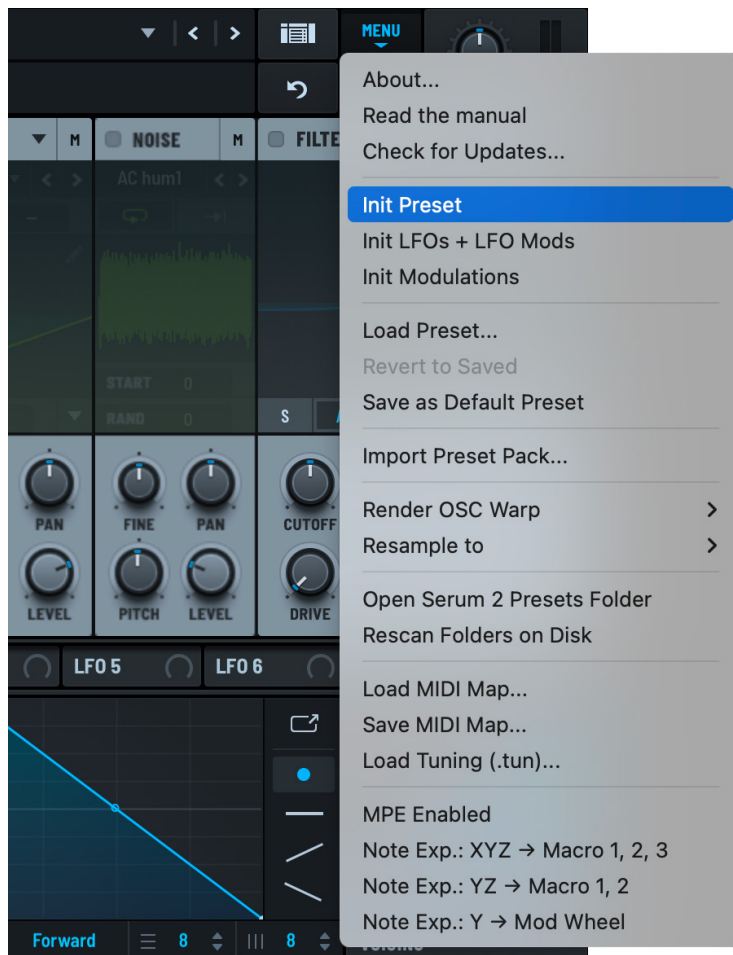 MENU
About...
Read the manual
Check for Updates...
Init Preset
Init LFOs + LFO Mods
Init Modulations
Load Preset...
Revert to Saved
Save as Default Preset
Import Preset Pack...
Render OSC Warp
Resample to
Open Serum 2 Presets Folder
Rescan Folders on Disk
Load MIDI Map...
Save MIDI Map...
Load Tuning (.tun)...
MPE Enabled
Note Exp.: XYZ → Macro 1, 2, 3
Note Exp.: YZ → Macro 1, 2
Note Exp.: Y → Mod Wheel
M
NOISE
M
FILTE
AC hum1
START 0
RAND 0
S
PAN
FINE
PAN
CUTOFF
LEVEL
PITCH
LEVEL
DRIVE
LFO 5
LFO 6
Forward
8
8